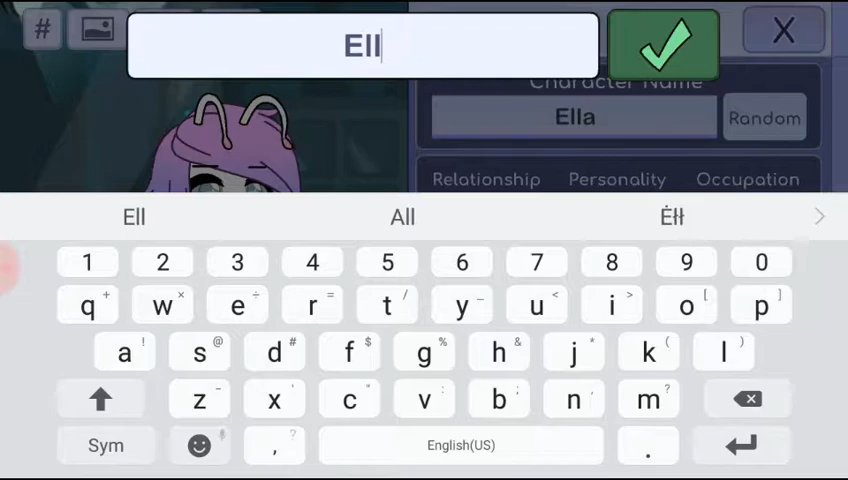 #
Ell
X
Character Name
Ella
Random
Relationship Personality Occupation
Ell All Ėłł
1 2 3 4 5 6 7 8 9 0
q + w × e ÷ r = t / y _ u < i > o [ p ]
a ! s @ d # f $ g % h & j * k ( l )
z - x ' c " v : b ; n , m ?
Sym , ? English(US) .